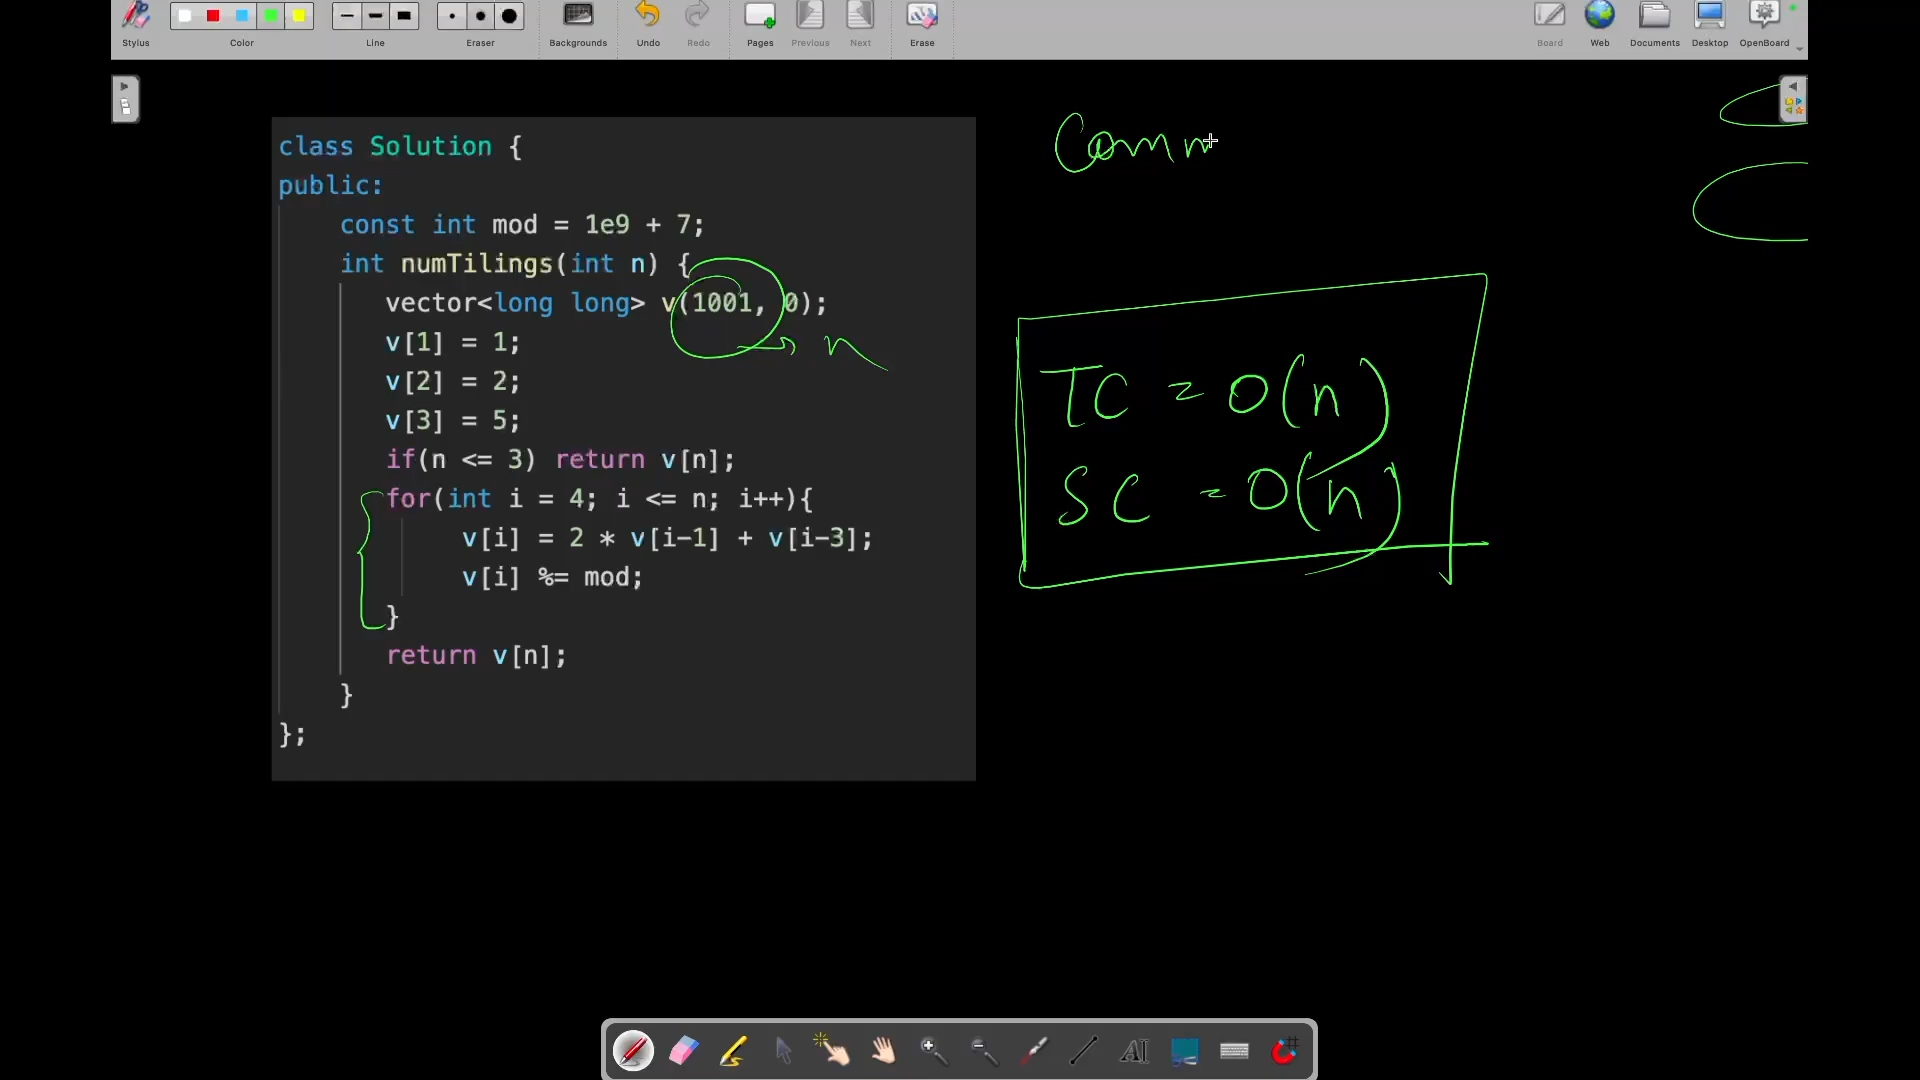 Stylus Color Line Eraser Backgrounds Undo Redo Pages Previous Next Erase Board Web Documents Desktop OpenBoard
Comm
class Solution {
public:
const int mod = 1e9 + 7;
int numTilings(int n) {
vector<long long> v(1001, 0);
v[1] = 1;
n
v[2] = 2;
v[3] = 5;
if(n <= 3) return v[n];
for(int i = 4; i <= n; i++){
v[i] = 2 * v[i-1] + v[i-3];
v[i] %= mod;
}
return v[n];
}
};
TC = O(n)
SC = O(n)
AI